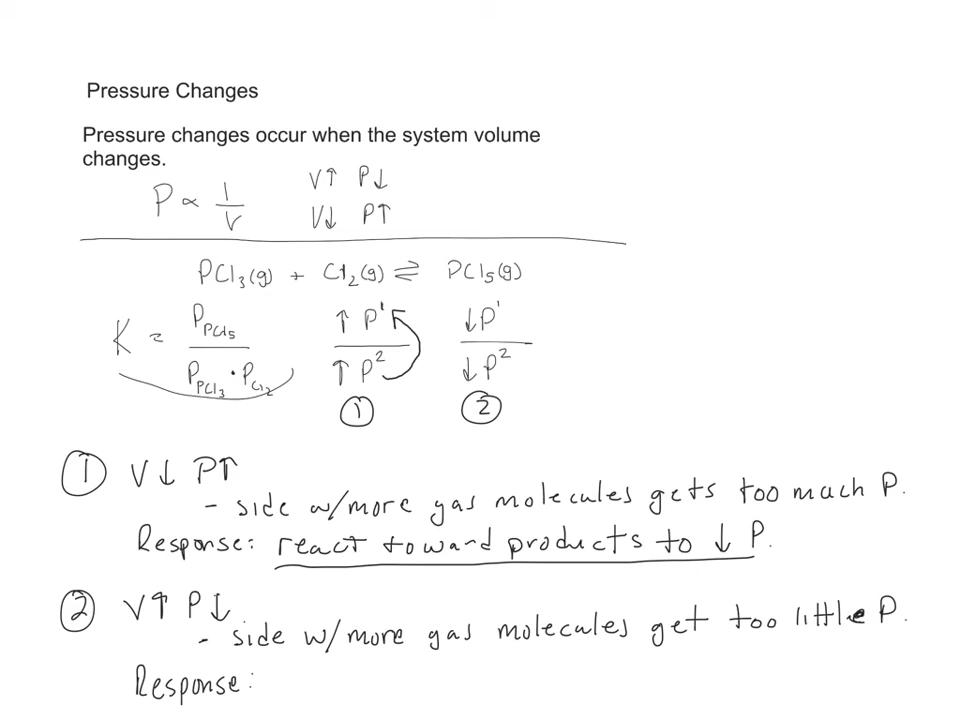 Pressure Changes
Pressure changes occur when the system volume
changes.
P ∝ 1/V    V↑ P↓
V↓ P↑
PCl₃(g) + Cl₂(g) ⇌ PCl₅(g)
K = P_PCl₅ / (P_PCl₃ · P_Cl₂)    ↑P¹ / ↑P²    ↓P¹ / ↓P²
① ②
① V↓ P↑
- side w/more gas molecules gets too much P.
Response: react toward products to ↓ P.
② V↑ P↓
- side w/more gas molecules get too little P.
Response: